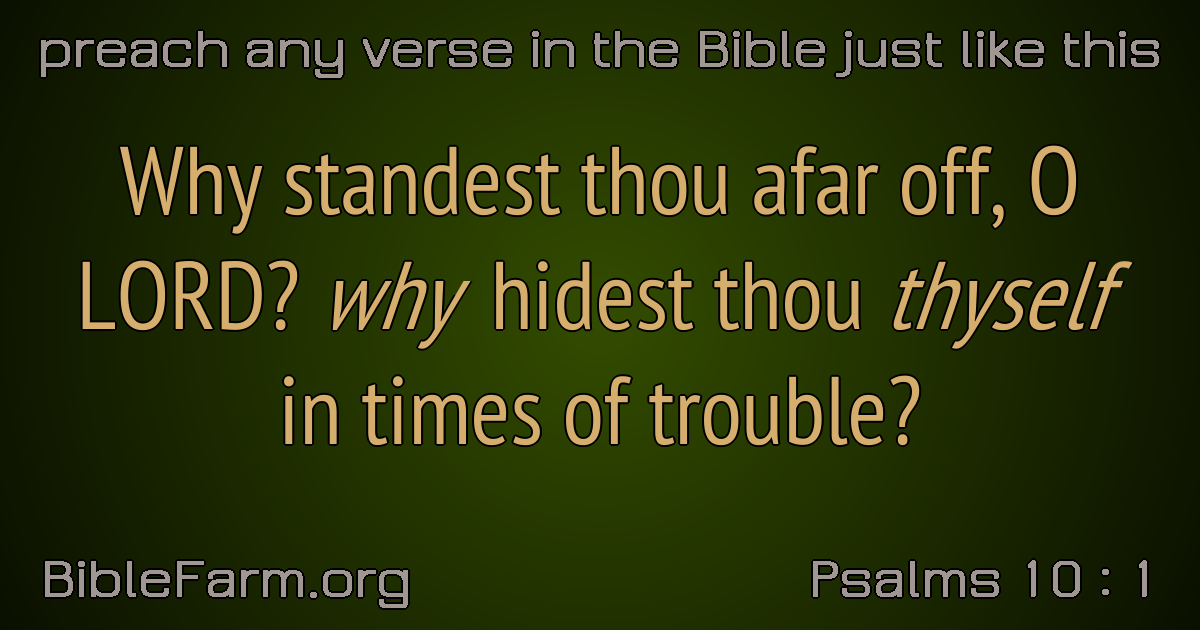 preach any verse in the Bible just like this
Why standest thou afar off, O
LORD? why hidest thou thyself
in times of trouble?
BibleFarm.org
Psalms 10 : 1